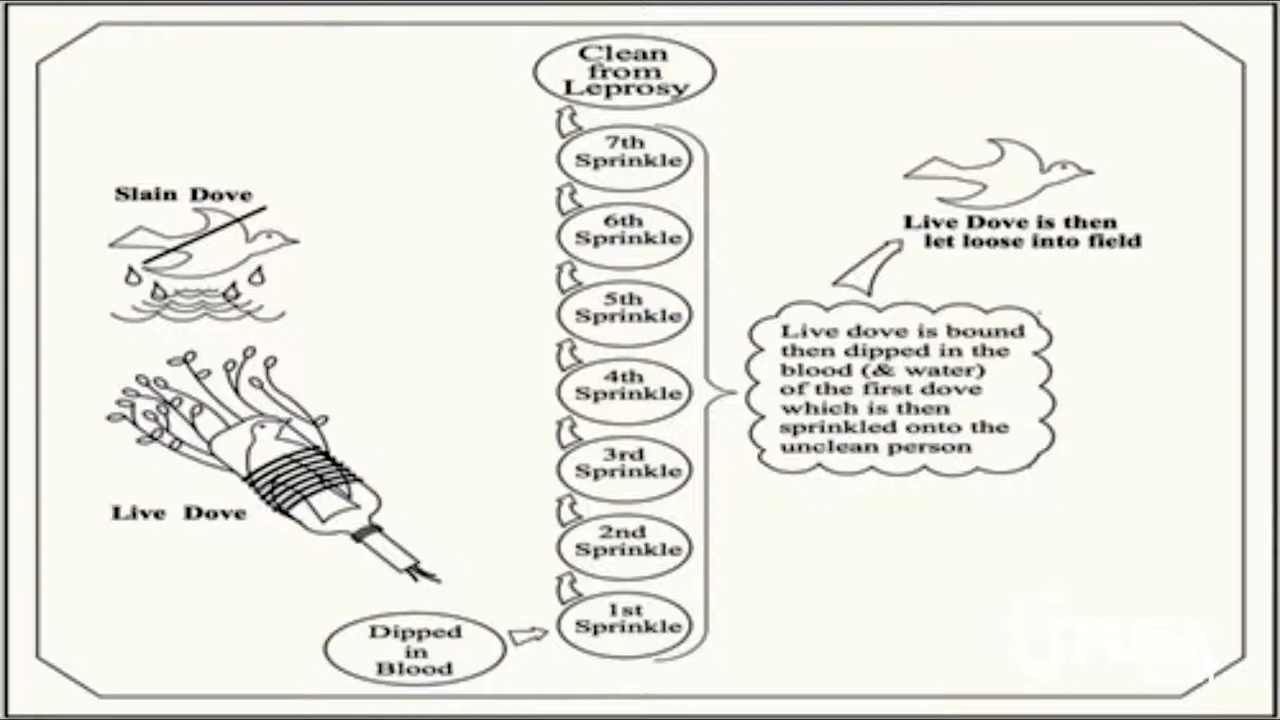 Clean
from
Leprosy
7th
Sprinkle
6th
Sprinkle
5th
Sprinkle
4th
Sprinkle
3rd
Sprinkle
2nd
Sprinkle
1st
Sprinkle
Dipped
in
Blood
Slain Dove
Live Dove
Live Dove is then
let loose into field
Live dove is bound
then dipped in the
blood (& water)
of the first dove
which is then
sprinkled onto the
unclean person